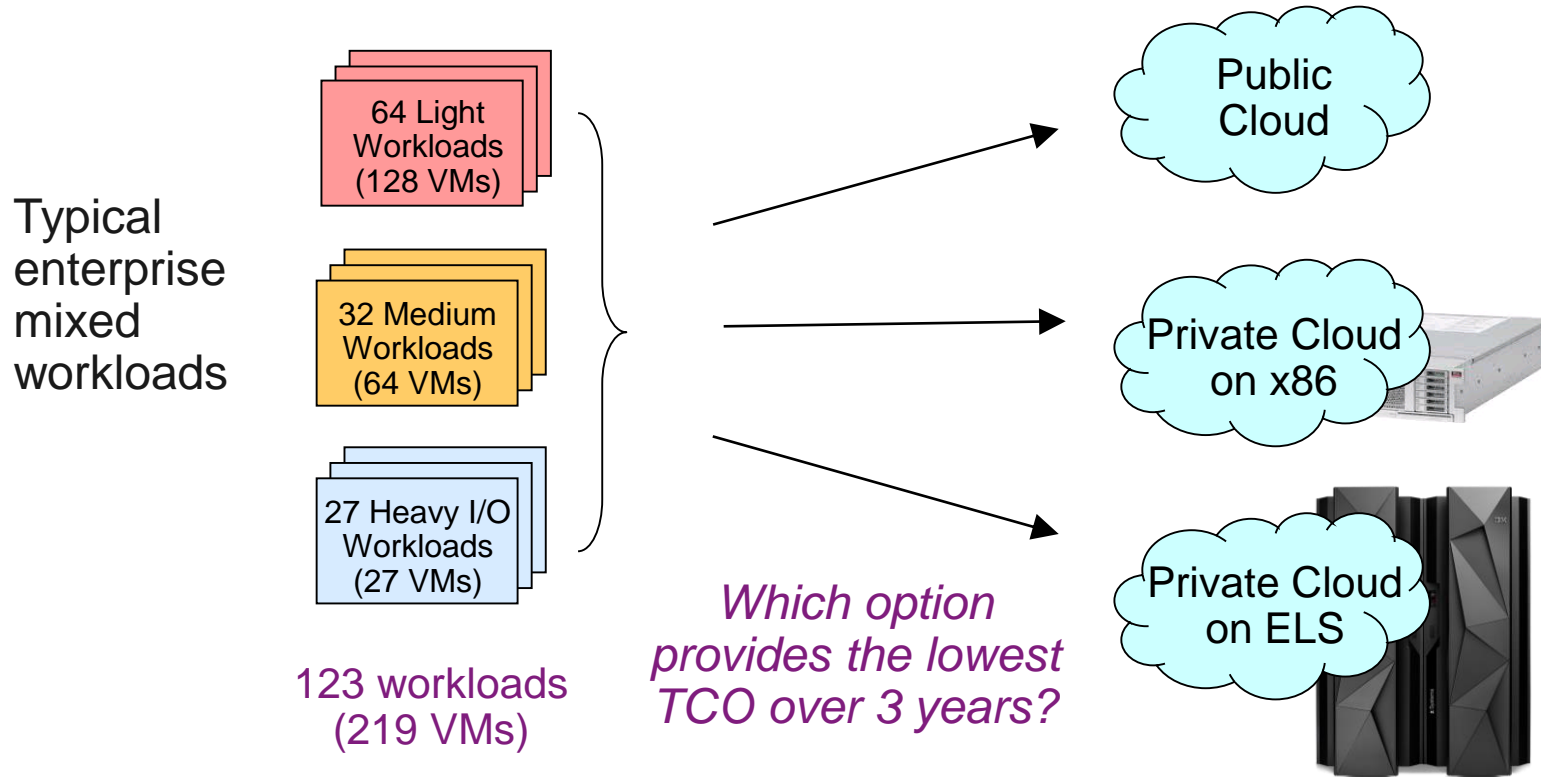 Typical
enterprise
mixed
workloads
64 Light
Workloads
(128 VMs)
32 Medium
Workloads
(64 VMs)
27 Heavy I/O
Workloads
(27 VMs)
123 workloads
(219 VMs)
Which option
provides the lowest
TCO over 3 years?
Public
Cloud
Private Cloud
on x86
Private Cloud
on ELS